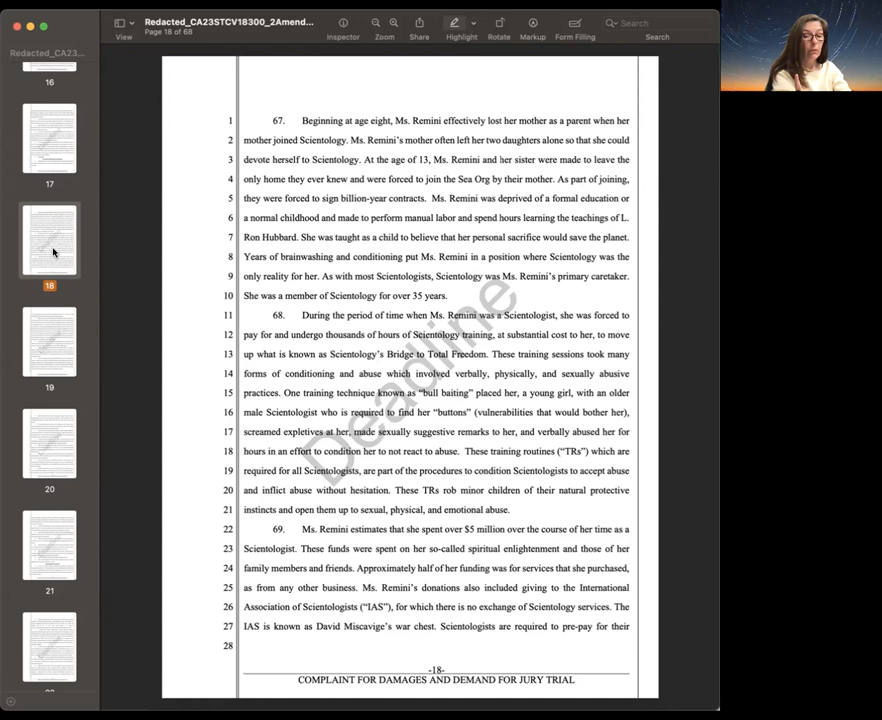 Redacted_CA23STCV18300_2Amend...
Page 18 of 68
View
Inspector
Zoom
Share
Highlight
Rotate
Markup
Form Filling
Search
Search
Redacted_CA23...
16
17
18
19
20
21
1 67. Beginning at age eight, Ms. Remini effectively lost her mother as a parent when her
2 mother joined Scientology. Ms. Remini's mother often left her two daughters alone so that she could
3 devote herself to Scientology. At the age of 13, Ms. Remini and her sister were made to leave the
4 only home they ever knew and were forced to join the Sea Org by their mother. As part of joining,
5 they were forced to sign billion-year contracts. Ms. Remini was deprived of a formal education or
6 a normal childhood and made to perform manual labor and spend hours learning the teachings of L.
7 Ron Hubbard. She was taught as a child to believe that her personal sacrifice would save the planet.
8 Years of brainwashing and conditioning put Ms. Remini in a position where Scientology was the
9 only reality for her. As with most Scientologists, Scientology was Ms. Remini's primary caretaker.
10 She was a member of Scientology for over 35 years.
11 68. During the period of time when Ms. Remini was a Scientologist, she was forced to
12 pay for and undergo thousands of hours of Scientology training, at substantial cost to her, to move
13 up what is known as Scientology's Bridge to Total Freedom. These training sessions took many
14 forms of conditioning and abuse which involved verbally, physically, and sexually abusive
15 practices. One training technique known as "bull baiting" placed her, a young girl, with an older
16 male Scientologist who is required to find her "buttons" (vulnerabilities that would bother her),
17 screamed expletives at her, made sexually suggestive remarks to her, and verbally abused her for
18 hours in an effort to condition her to not react to abuse. These training routines ("TRs") which are
19 required for all Scientologists, are part of the procedures to condition Scientologists to accept abuse
20 and inflict abuse without hesitation. These TRs rob minor children of their natural protective
21 instincts and open them up to sexual, physical, and emotional abuse.
22 69. Ms. Remini estimates that she spent over $5 million over the course of her time as a
23 Scientologist. These funds were spent on her so-called spiritual enlightenment and those of her
24 family members and friends. Approximately half of her funding was for services that she purchased,
25 as from any other business. Ms. Remini's donations also included giving to the International
26 Association of Scientologists ("IAS"), for which there is no exchange of Scientology services. The
27 IAS is known as David Miscavige's war chest. Scientologists are required to pre-pay for their
28
Deadline
-18-
COMPLAINT FOR DAMAGES AND DEMAND FOR JURY TRIAL